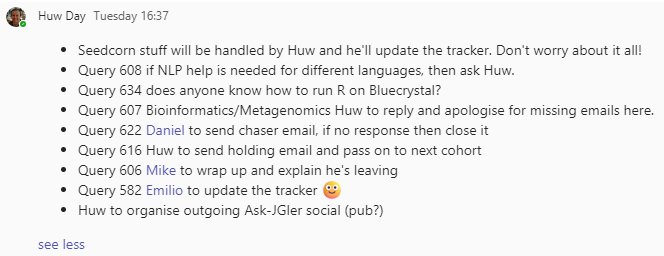 Huw Day Tuesday 16:37
Seedcorn stuff will be handled by Huw and he'll update the tracker. Don't worry about it all!
Query 608 if NLP help is needed for different languages, then ask Huw.
Query 634 does anyone know how to run R on Bluecrystal?
Query 607 Bioinformatics/Metagenomics Huw to reply and apologise for missing emails here.
Query 622 Daniel to send chaser email, if no response then close it
Query 616 Huw to send holding email and pass on to next cohort
Query 606 Mike to wrap up and explain he's leaving
Query 582 Emilio to update the tracker
Huw to organise outgoing Ask-JGIer social (pub?)
see less